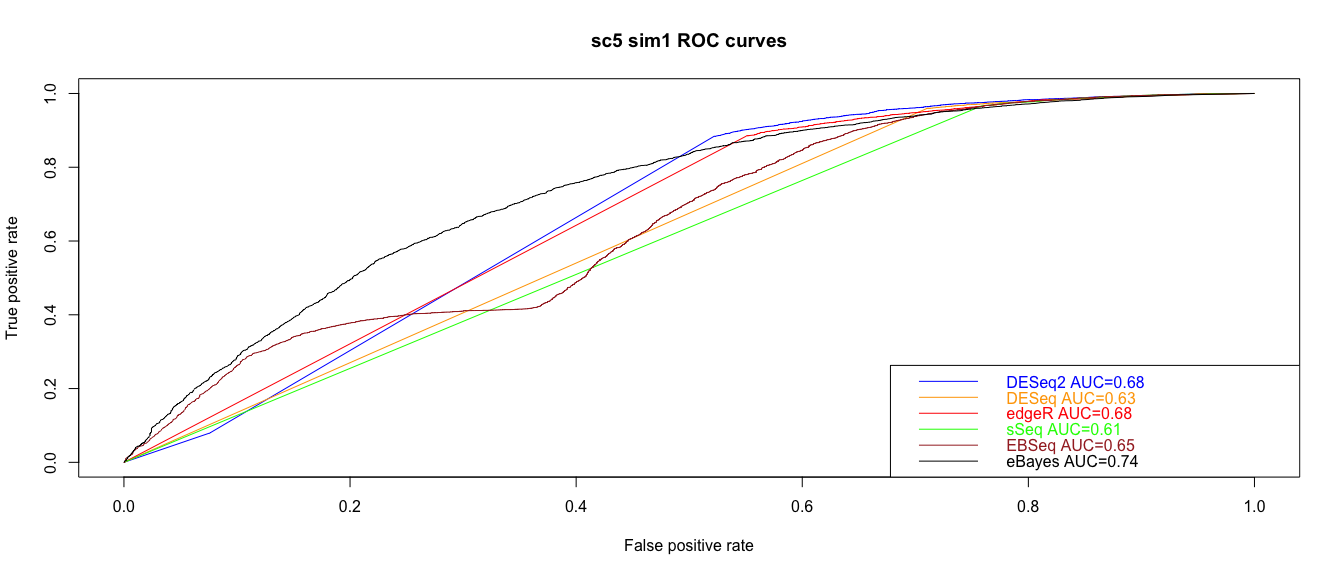 sc5 sim1 ROC curves
True positive rate
1.0
0.8
0.6
0.4
0.2
0.0
DESeq2 AUC=0.68
DESeq AUC=0.63
edgeR AUC=0.68
sSeq AUC=0.61
EBSeq AUC=0.65
eBayes AUC=0.74
0.0 0.2 0.4 0.6 0.8 1.0
False positive rate